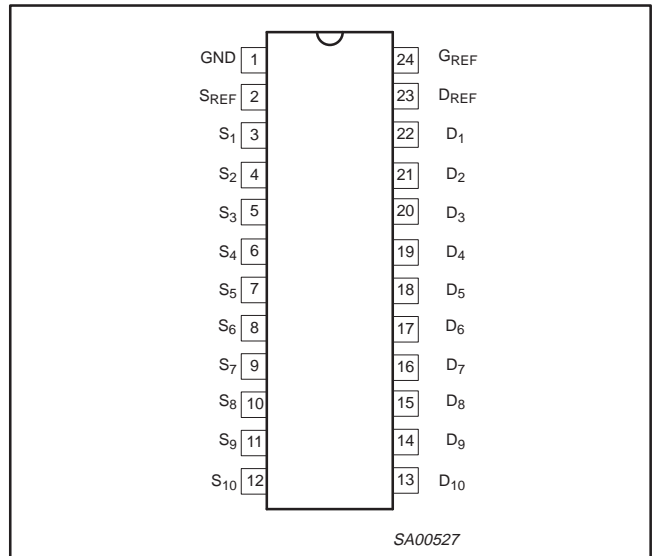 GND 1 24 GREF
SREF 2 23 DREF
S1 3 22 D1
S2 4 21 D2
S3 5 20 D3
S4 6 19 D4
S5 7 18 D5
S6 8 17 D6
S7 9 16 D7
S8 10 15 D8
S9 11 14 D9
S10 12 13 D10
SA00527